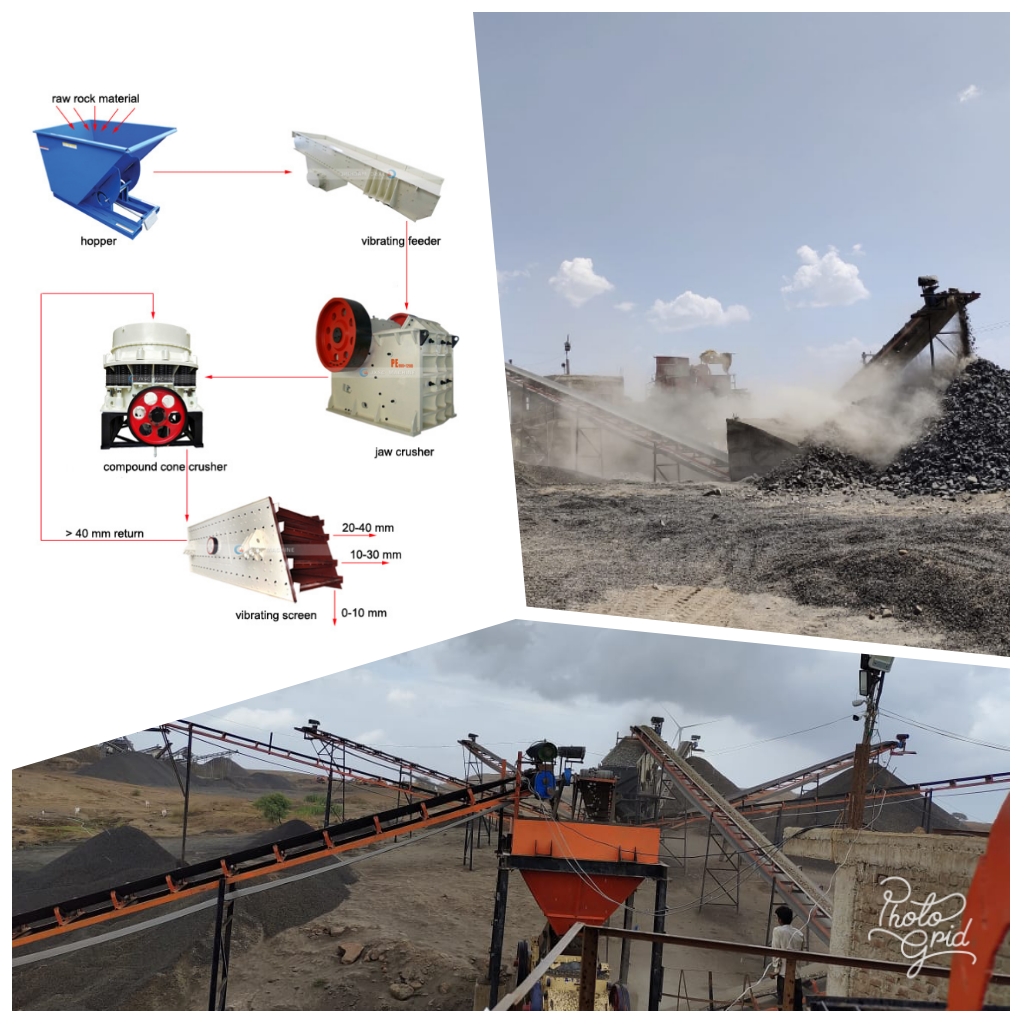 raw rock material
hopper
vibrating feeder
PE
jaw crusher
compound cone crusher
> 40 mm return
20-40 mm
10-30 mm
0-10 mm
vibrating screen
Photo
Grid